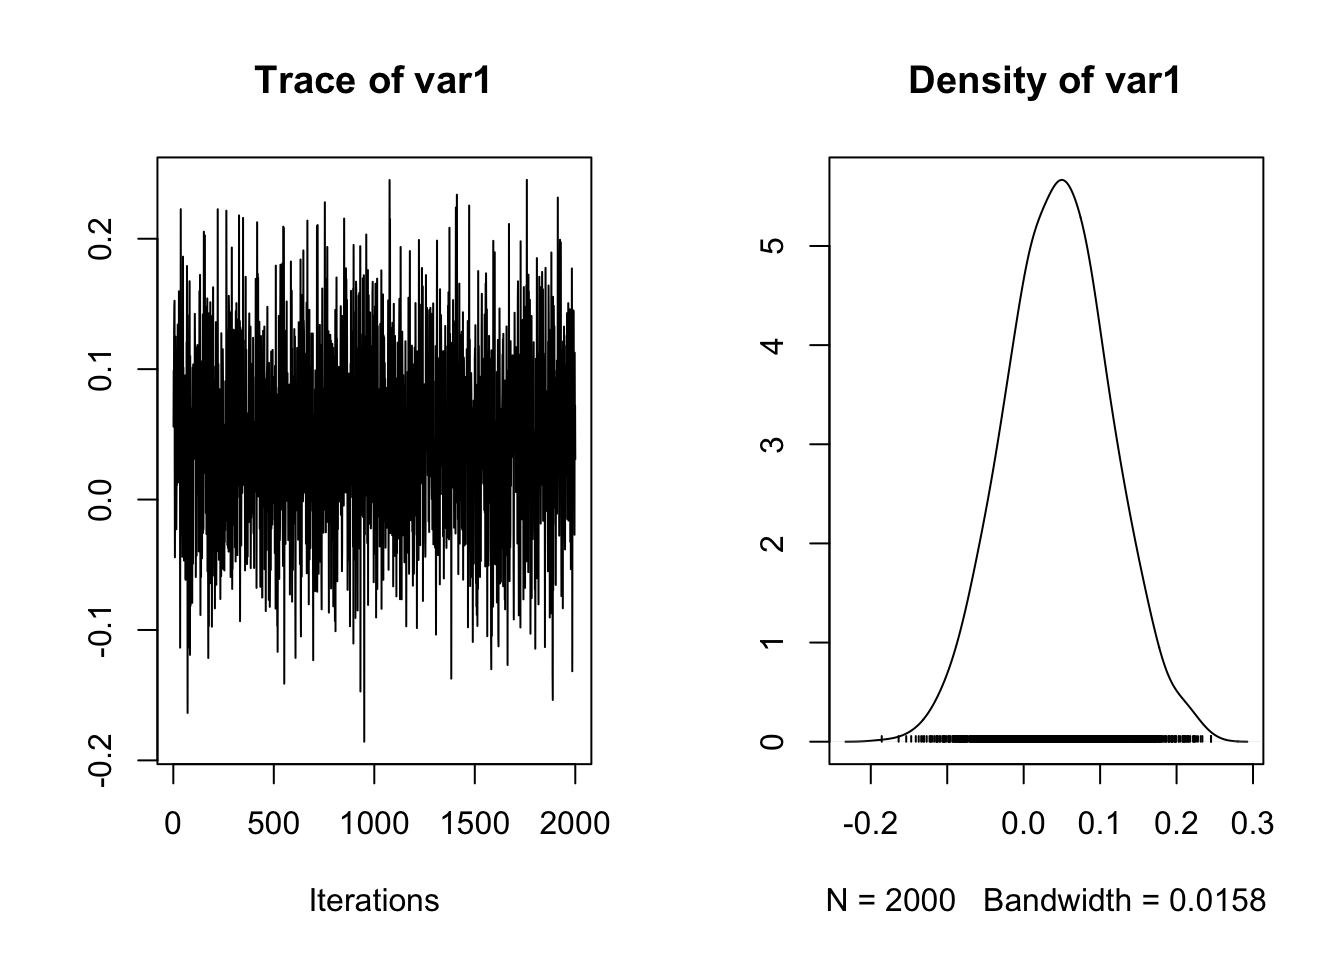 Trace of var1
0.2
0.1
0.0
-0.1
-0.2
0 500 1000 1500 2000
Iterations
Density of var1
5
4
3
2
1
0
-0.2 0.0 0.1 0.2 0.3
N = 2000 Bandwidth = 0.0158